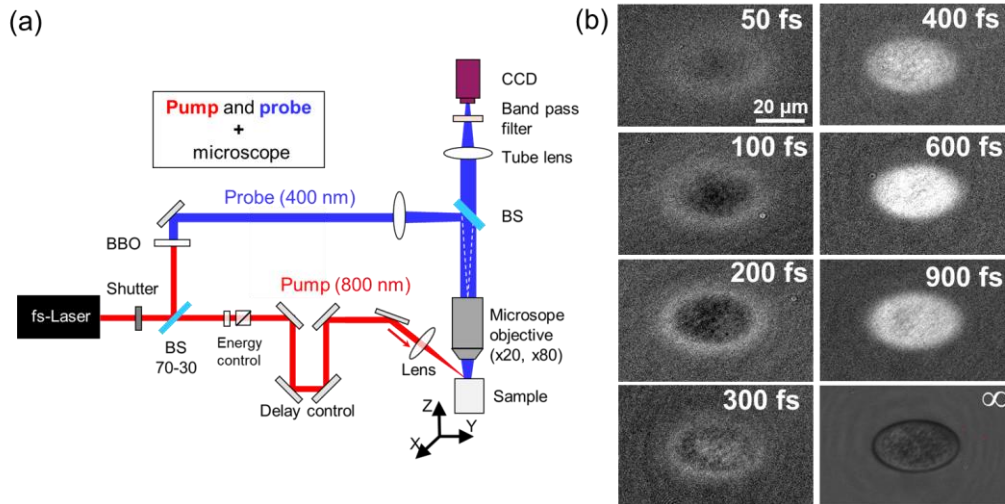 (a)
Pump and probe
+
microscope
CCD
Band pass
filter
Tube lens
Probe (400 nm)
BS
BBO
Shutter
Pump (800 nm)
fs-Laser
BS
70-30
Energy
control
Lens
Microsope
objective
(x20, x80)
Delay control
Sample
Z
Y
X
(b)
50 fs
400 fs
20 μm
100 fs
600 fs
200 fs
900 fs
300 fs
∞